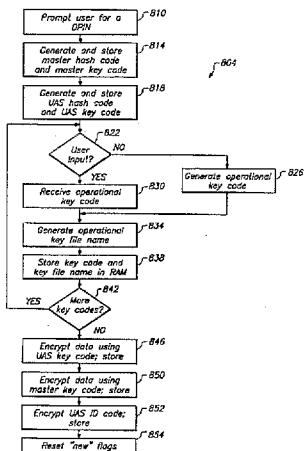 810
Prompt user for a
OPIN
814
Generate and store
master hash code
and master key code
804
818
Generate and store
UAS hash code
and UAS key code
822
User
input?
NO
YES
826
Generate operational
key code
830
Receive operational
key code
834
Generate operational
key file name
838
Store key code and
key file name in RAM
842
YES
More
key codes?
NO
846
Encrypt data using
UAS key code; store
850
Encrypt data using
master key code; store
852
Encrypt UAS ID code;
store
854
Reset "new" flags